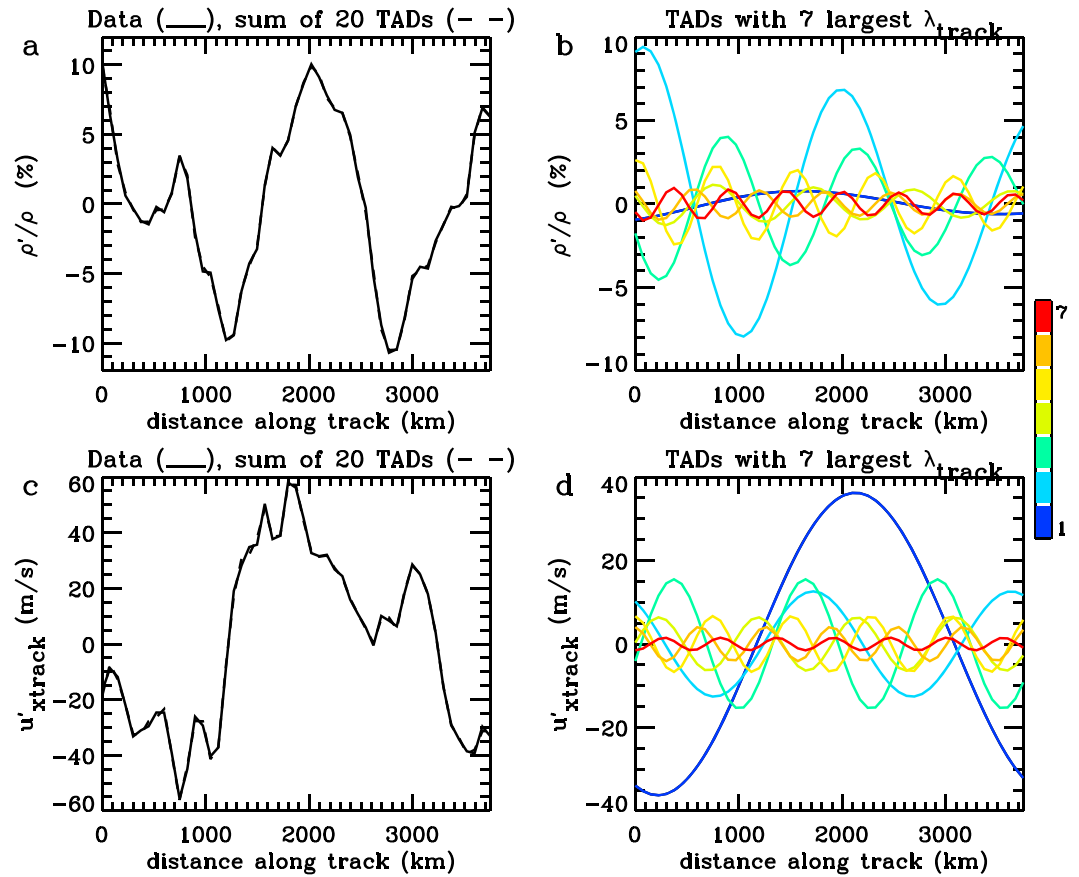 Data (___), sum of 20 TADs (– –)
TADs with 7 largest λtrack
a
b
10
5
0
−5
−10
ρ'/ρ (%)
0 1000 2000 3000
distance along track (km)
10
5
0
−5
−10
ρ'/ρ (%)
0 1000 2000 3000
distance along track (km)
7
1
Data (___), sum of 20 TADs (– –)
TADs with 7 largest λtrack
c
d
60
40
20
0
−20
−40
−60
u'xtrack (m/s)
0 1000 2000 3000
distance along track (km)
40
20
0
−20
−40
u'xtrack (m/s)
0 1000 2000 3000
distance along track (km)